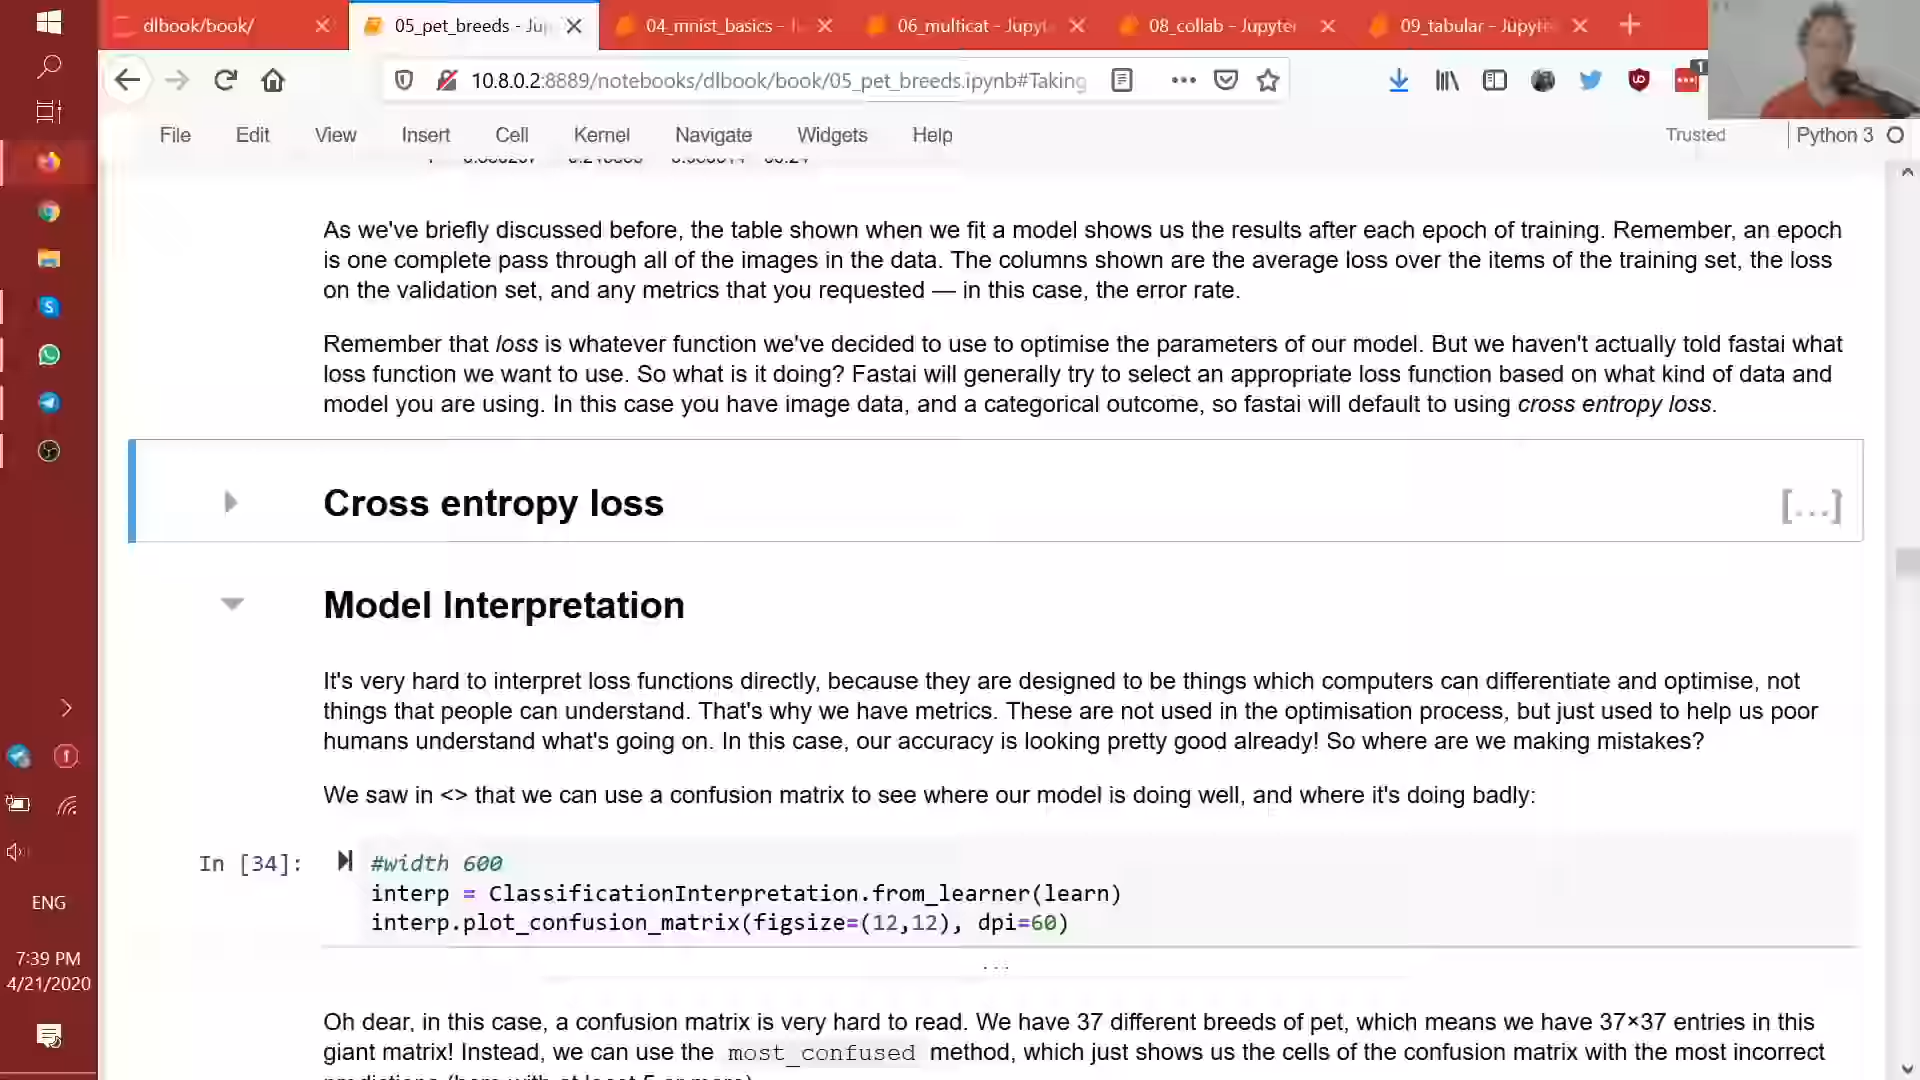 dlbook/book/
05_pet_breeds - Ju
04_mnist_basics -
06_multicat - Jupyt
08_collab - Jupyter
09_tabular - Jupyt
10.8.0.2:8889/notebooks/dlbook/book/05_pet_breeds.ipynb#Taking
1
File Edit View Insert Cell Kernel Navigate Widgets Help
Trusted
Python 3
As we've briefly discussed before, the table shown when we fit a model shows us the results after each epoch of training. Remember, an epoch
is one complete pass through all of the images in the data. The columns shown are the average loss over the items of the training set, the loss
on the validation set, and any metrics that you requested — in this case, the error rate.
Remember that loss is whatever function we've decided to use to optimise the parameters of our model. But we haven't actually told fastai what
loss function we want to use. So what is it doing? Fastai will generally try to select an appropriate loss function based on what kind of data and
model you are using. In this case you have image data, and a categorical outcome, so fastai will default to using cross entropy loss.
Cross entropy loss
[...]
Model Interpretation
It's very hard to interpret loss functions directly, because they are designed to be things which computers can differentiate and optimise, not
things that people can understand. That's why we have metrics. These are not used in the optimisation process, but just used to help us poor
humans understand what's going on. In this case, our accuracy is looking pretty good already! So where are we making mistakes?
We saw in <> that we can use a confusion matrix to see where our model is doing well, and where it's doing badly:
In [34]:
#width 600
interp = ClassificationInterpretation.from_learner(learn)
interp.plot_confusion_matrix(figsize=(12,12), dpi=60)
...
Oh dear, in this case, a confusion matrix is very hard to read. We have 37 different breeds of pet, which means we have 37×37 entries in this
giant matrix! Instead, we can use the most_confused method, which just shows us the cells of the confusion matrix with the most incorrect
ENG
7:39 PM
4/21/2020